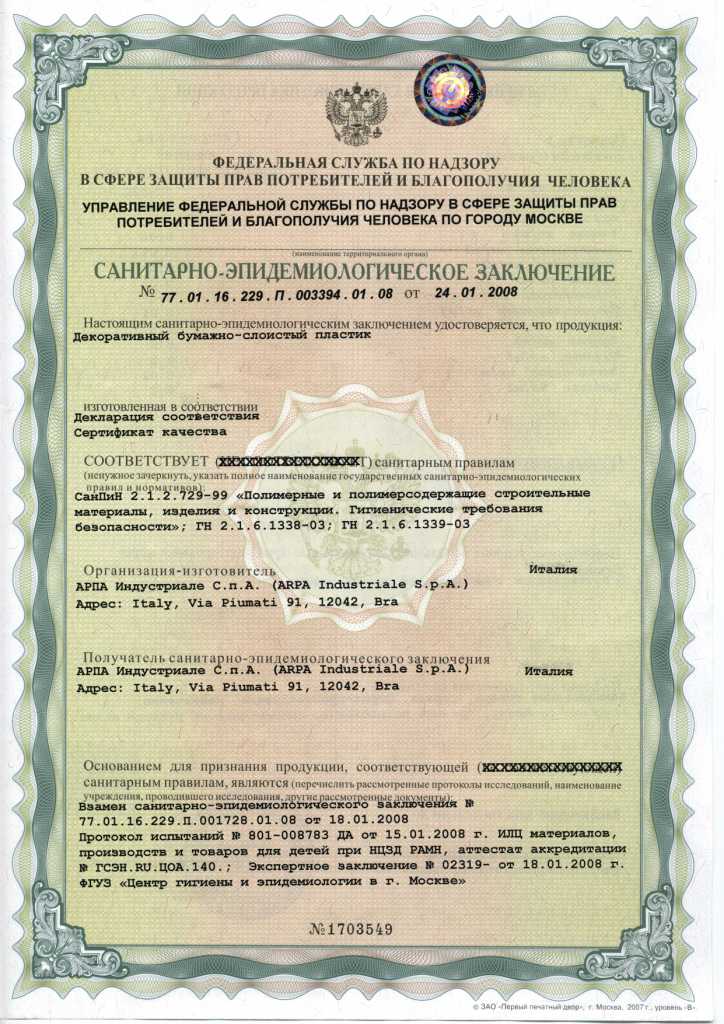 ФЕДЕРАЛЬНАЯ СЛУЖБА ПО НАДЗОРУ
В СФЕРЕ ЗАЩИТЫ ПРАВ ПОТРЕБИТЕЛЕЙ И БЛАГОПОЛУЧИЯ ЧЕЛОВЕКА
УПРАВЛЕНИЕ ФЕДЕРАЛЬНОЙ СЛУЖБЫ ПО НАДЗОРУ В СФЕРЕ ЗАЩИТЫ ПРАВ
ПОТРЕБИТЕЛЕЙ И БЛАГОПОЛУЧИЯ ЧЕЛОВЕКА ПО ГОРОДУ МОСКВЕ
(наименование территориального органа)
САНИТАРНО-ЭПИДЕМИОЛОГИЧЕСКОЕ ЗАКЛЮЧЕНИЕ
№ 77.01.16.229.П.003394.01.08 от 24.01.2008
Настоящим санитарно-эпидемиологическим заключением удостоверяется, что продукция:
Декоративный бумажно-слоистый пластик
изготовленная в соответствии
Декларация соответствия
Сертификат качества
СООТВЕТСТВУЕТ (ХХХХХХХХХХХХХХХХТ) санитарным правилам
(ненужное зачеркнуть, указать полное наименование государственных санитарно-эпидемиологических
правил и нормативов):
СанПиН 2.1.2.729-99 «Полимерные и полимерсодержащие строительные
материалы, изделия и конструкции. Гигиенические требования
безопасности»; ГН 2.1.6.1338-03; ГН 2.1.6.1339-03
Организация-изготовитель
АРПА Индустриале С.п.А. (ARPA Industriale S.p.A.) Италия
Адрес: Italy, Via Piumati 91, 12042, Bra
Получатель санитарно-эпидемиологического заключения
АРПА Индустриале С.п.А. (ARPA Industriale S.p.A.) Италия
Адрес: Italy, Via Piumati 91, 12042, Bra
Основанием для признания продукции, соответствующей (ХХХХХХХХХХХХХХХХ)
санитарным правилам, являются (перечислить рассмотренные протоколы исследований, наименование
учреждения, проводившего исследования, другие рассмотренные документы):
Взамен санитарно-эпидемиологического заключения №
77.01.16.229.П.001728.01.08 от 18.01.2008
Протокол испытаний № 801-008783 ДА от 15.01.2008 г. ИЛЦ материалов,
производств и товаров для детей при НЦЗД РАМН, аттестат аккредитации
№ ГСЭН.RU.ЦОА.140.; Экспертное заключение № 02319- от 18.01.2008 г.
ФГУЗ «Центр гигиены и эпидемиологии в г. Москве»
№1703549
© ЗАО «Первый печатный двор», г. Москва, 2007 г., уровень «В»